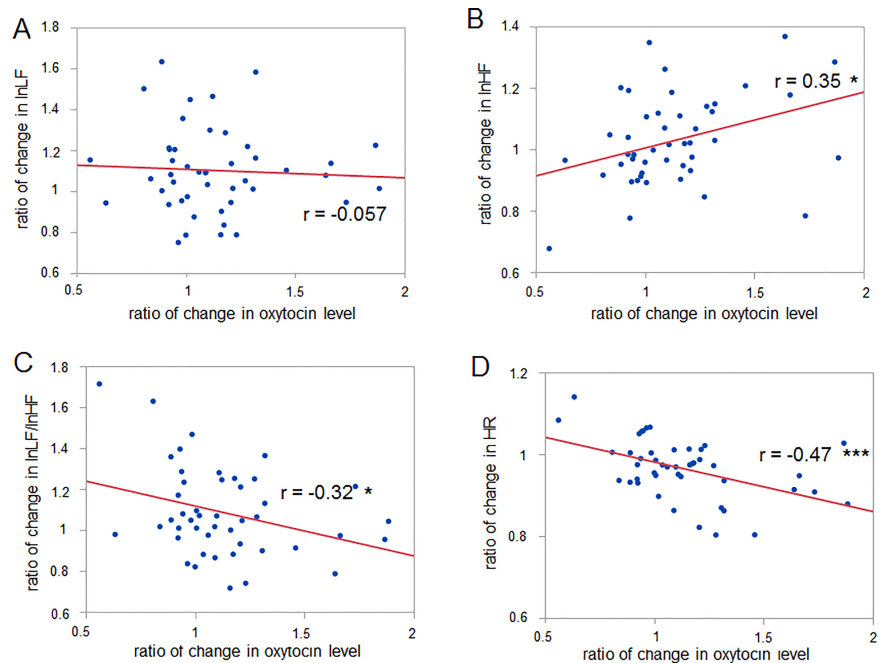 A
ratio of change in lnLF
1.8
1.6
1.4
1.2
1
0.8
0.6
r = -0.057
0.5
1
1.5
2
ratio of change in oxytocin level
B
ratio of change in lnHF
1.4
1.2
1
0.8
0.6
r = 0.35 *
0.5
1
1.5
2
ratio of change in oxytocin level
C
ratio of change in lnLF/lnHF
1.8
1.6
1.4
1.2
1
0.8
0.6
r = -0.32 *
0.5
1
1.5
2
ratio of change in oxytocin level
D
ratio of change in HR
1.2
1
0.8
0.6
r = -0.47 ***
0.5
1
1.5
2
ratio of change in oxytocin level